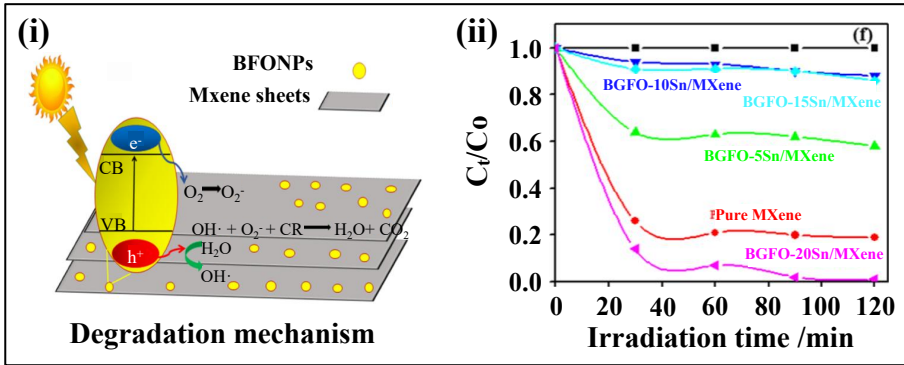 (i)
BFONPs
Mxene sheets
e-
CB
O₂ → O₂-
VB
OH· + O₂- + CR → H₂O+ CO₂
h+
H₂O
OH·
Degradation mechanism
(ii)
(f)
1.0
0.8
0.6
0.4
0.2
0.0
Ct/Co
BGFO-10Sn/MXene
BGFO-15Sn/MXene
BGFO-5Sn/MXene
Pure MXene
BGFO-20Sn/MXene
0 20 40 60 80 100 120
Irradiation time /min